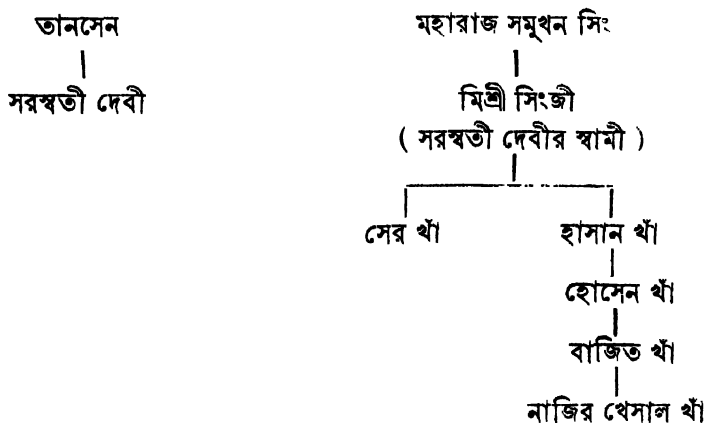 তানসেন
সরস্বতী দেবী
মহারাজ সমুখন সিং
মিশ্রী সিংজী
( সরস্বতী দেবীর স্বামী )
সের খাঁ হাসান খাঁ
হোসেন খাঁ
বাজিত খাঁ
নাজির খেসাল খাঁ